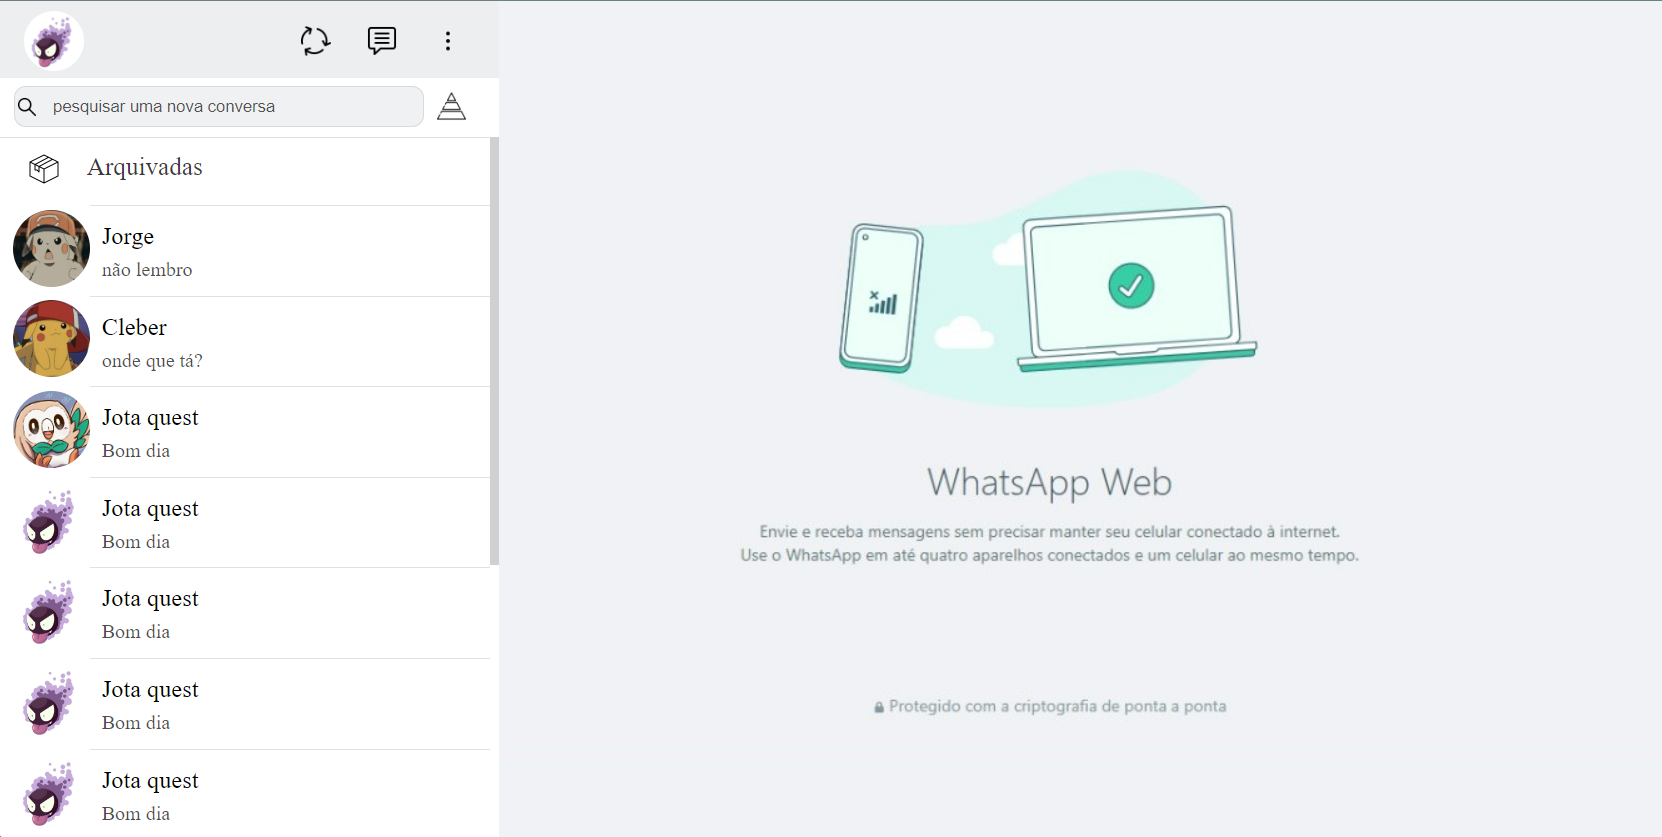 pesquisar uma nova conversa
Arquivadas
Jorge
não lembro
Cleber
onde que tá?
Jota quest
Bom dia
Jota quest
Bom dia
Jota quest
Bom dia
Jota quest
Bom dia
Jota quest
Bom dia
WhatsApp Web
Envie e receba mensagens sem precisar manter seu celular conectado à internet.
Use o WhatsApp em até quatro aparelhos conectados e um celular ao mesmo tempo.
Protegido com a criptografia de ponta a ponta